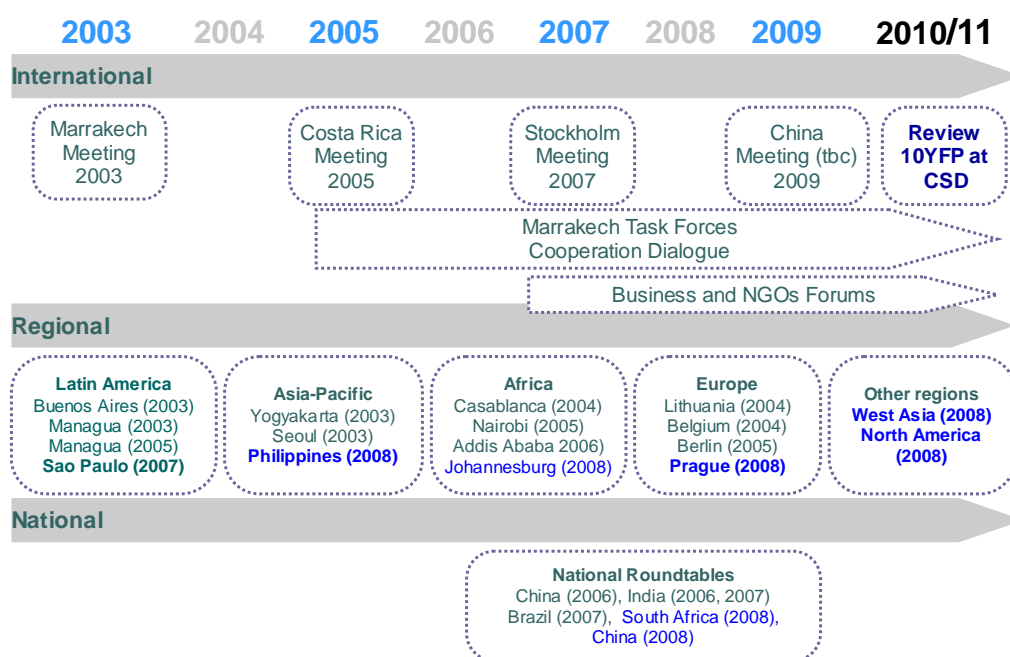 2003 2004 2005 2006 2007 2008 2009 2010/11
International
Marrakech
Meeting
2003
Costa Rica
Meeting
2005
Stockholm
Meeting
2007
China
Meeting (tbc)
2009
Review
10YFP at
CSD
Marrakech Task Forces
Cooperation Dialogue
Business and NGOs Forums
Regional
Latin America
Buenos Aires (2003)
Managua (2003)
Managua (2005)
Sao Paulo (2007)
Asia-Pacific
Yogyakarta (2003)
Seoul (2003)
Philippines (2008)
Africa
Casablanca (2004)
Nairobi (2005)
Addis Ababa 2006)
Johannesburg (2008)
Europe
Lithuania (2004)
Belgium (2004)
Berlin (2005)
Prague (2008)
Other regions
West Asia (2008)
North America
(2008)
National
National Roundtables
China (2006), India (2006, 2007)
Brazil (2007), South Africa (2008),
China (2008)